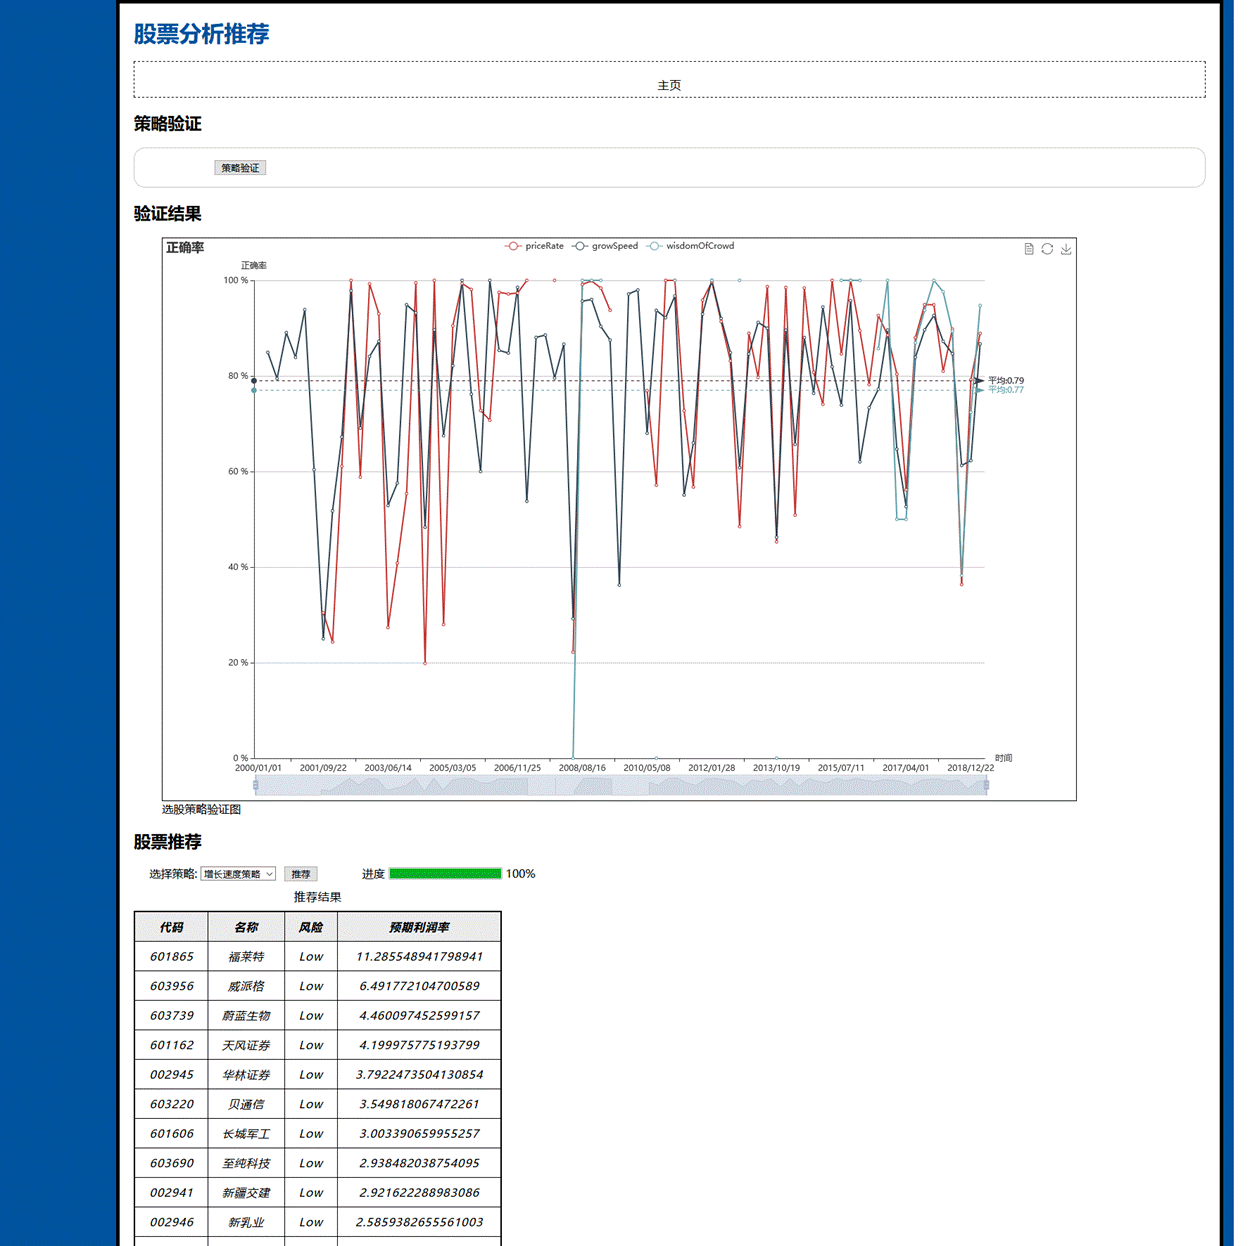 股票分析推荐
主页
策略验证
策略验证
验证结果
正确率
priceRate growSpeed wisdomOfCrowd
正确率
100 %
80 %
平均:0.79
平均:0.77
60 %
40 %
20 %
0 %
时间
2000/01/01 2001/09/22 2003/06/14 2005/03/05 2006/11/25 2008/08/16 2010/05/08 2012/01/28 2013/10/19 2015/07/11 2017/04/01 2018/12/22
选股策略验证图
股票推荐
选择策略: 增长速度策略 推荐 进度 100%
推荐结果
代码 名称 风险 预期利润率
601865 福莱特 Low 11.285548941798941
603956 威派格 Low 6.491772104700589
603739 蔚蓝生物 Low 4.460097452599157
601162 天风证券 Low 4.199975775193799
002945 华林证券 Low 3.7922473504130854
603220 贝通信 Low 3.549818067472261
601606 长城军工 Low 3.003390659955257
603690 至纯科技 Low 2.938482038754095
002941 新疆交建 Low 2.921622288983086
002946 新乳业 Low 2.5859382655561003